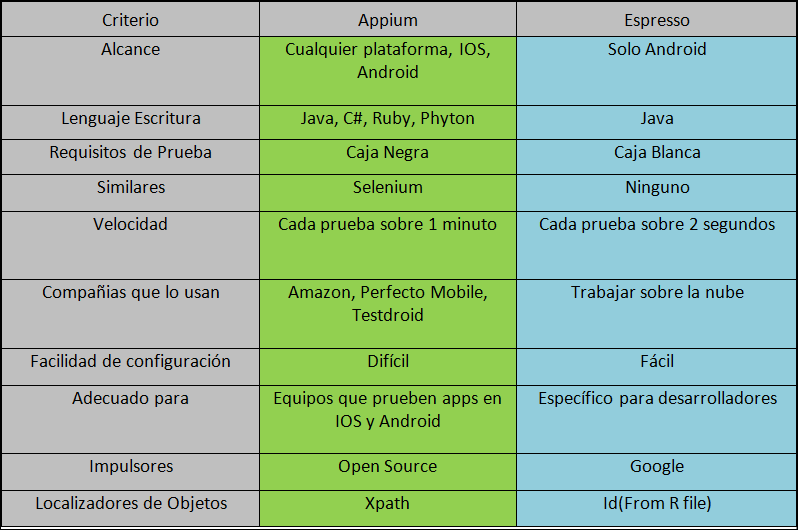 Criterio Appium Espresso
Alcance Cualquier plataforma, IOS, Solo Android
Android
Lenguaje Escritura Java, C#, Ruby, Phyton Java
Requisitos de Prueba Caja Negra Caja Blanca
Similares Selenium Ninguno
Velocidad Cada prueba sobre 1 minuto Cada prueba sobre 2 segundos
Compañias que lo usan Amazon, Perfecto Mobile, Trabajar sobre la nube
Testdroid
Facilidad de configuración Difícil Fácil
Adecuado para Equipos que prueben apps en Específico para desarrolladores
IOS y Android
Impulsores Open Source Google
Localizadores de Objetos Xpath Id(From R file)